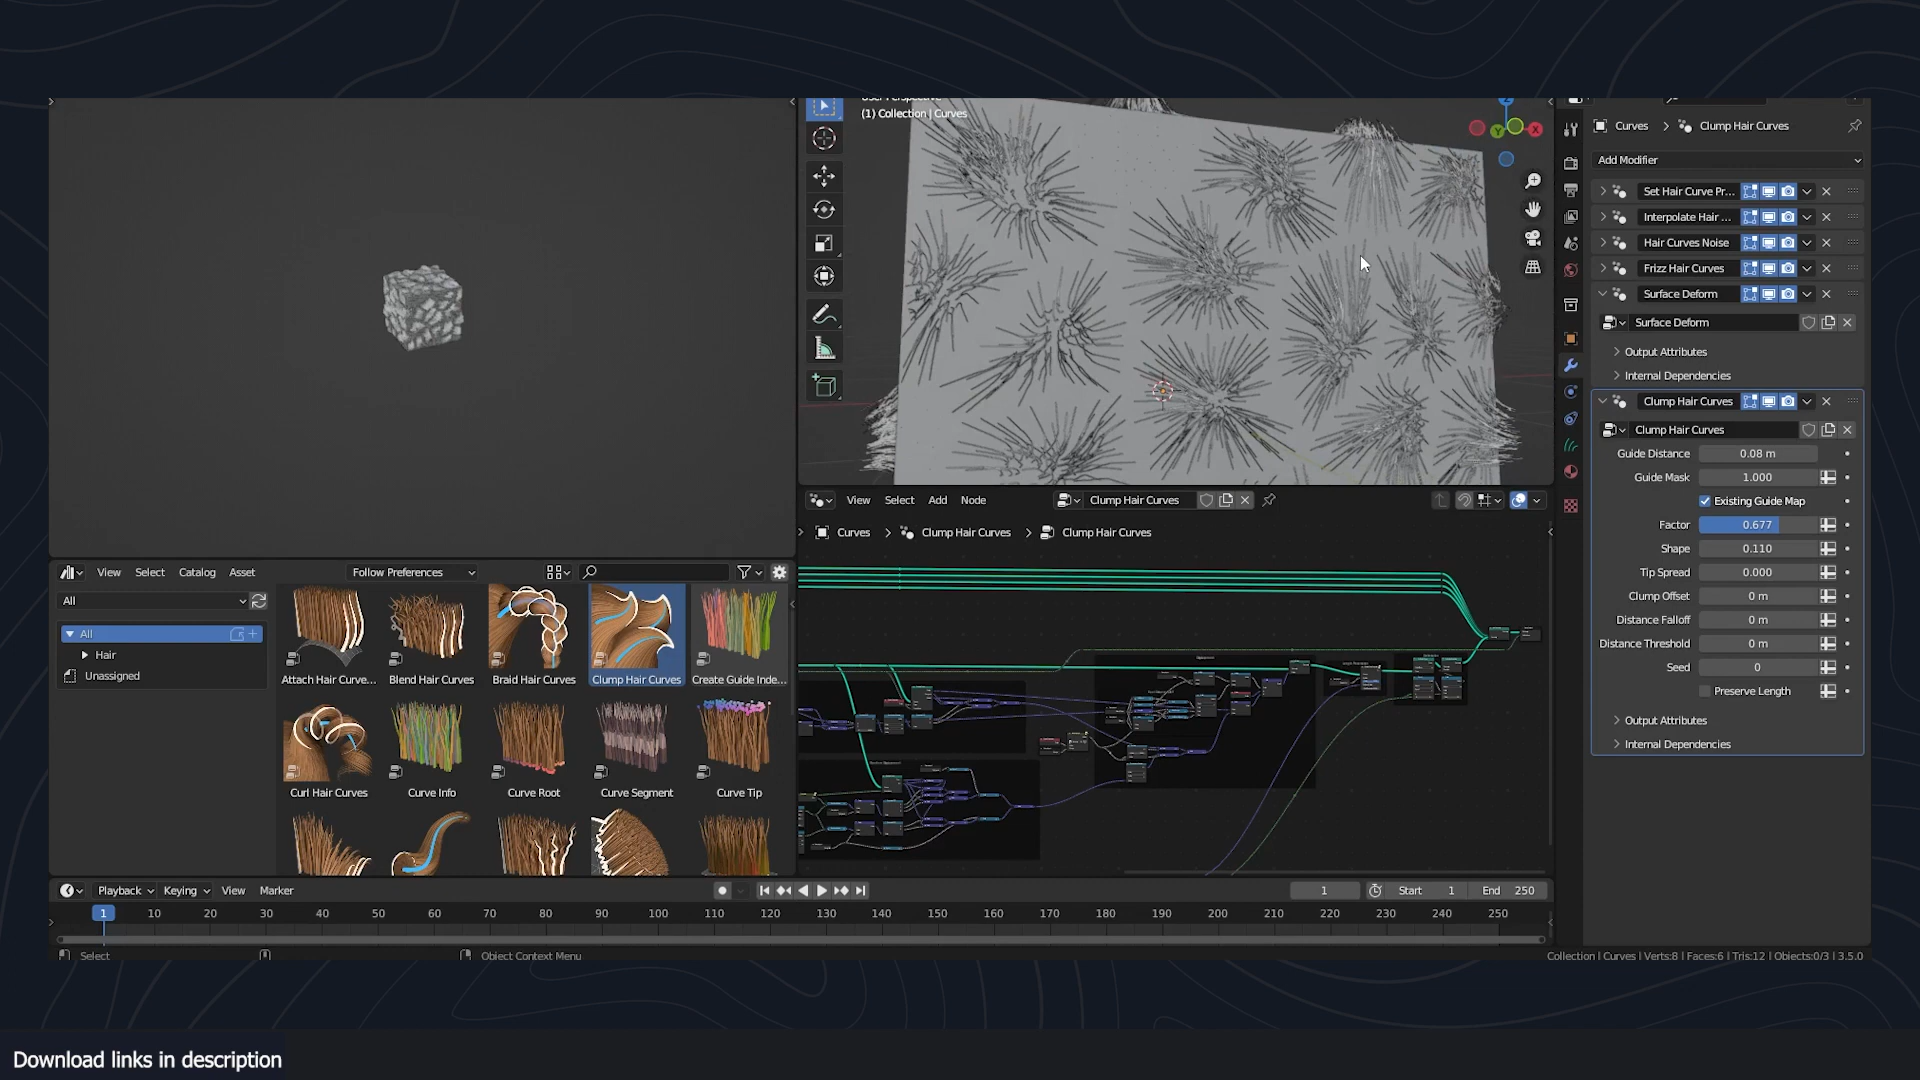 (1) Collection | Curves
Curves
Clump Hair Curves
Add Modifier
Set Hair Curve Pr...
Interpolate Hair ...
Hair Curves Noise
Frizz Hair Curves
Surface Deform
Surface Deform
Output Attributes
Internal Dependencies
Clump Hair Curves
Clump Hair Curves
Guide Distance 0.08 m
Guide Mask 1.000
Existing Guide Map
Factor 0.677
Shape 0.110
Tip Spread 0.000
Clump Offset 0 m
Distance Falloff 0 m
Distance Threshold 0 m
Seed 0
Preserve Length
Output Attributes
Internal Dependencies
View Select Add Node Clump Hair Curves
Curves Clump Hair Curves Clump Hair Curves
View Select Catalog Asset Follow Preferences
All
All
Hair
Unassigned
Attach Hair Curve... Blend Hair Curves Braid Hair Curves Clump Hair Curves Create Guide Inde...
Curl Hair Curves Curve Info Curve Root Curve Segment Curve Tip
Playback Keying View Marker 1 Start 1 End 250
1 10 20 30 40 50 60 70 80 90 100 110 120 130 140 150 160 170 180 190 200 210 220 230 240 250
Select Object Context Menu Collection | Curves | Verts:8 | Faces:6 | Tris:12 | Objects:0/3 | 3.5.0
Download links in description